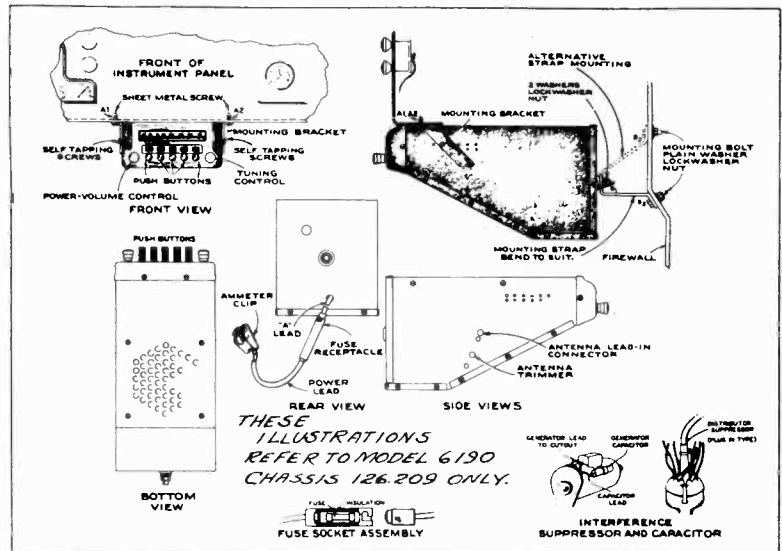 FRONT OF
INSTRUMENT PANEL
A1
SHEET METAL SCREW
A2
MOUNTING BRACKET
SELF TAPPING
SCREWS
SELF TAPPING
SCREWS
PUSH BUTTONS
TUNING
CONTROL
POWER-VOLUME CONTROL
FRONT VIEW
A1 A2
MOUNTING BRACKET
ALTERNATIVE
STRAP MOUNTING
2 WASHERS
LOCKWASHER
NUT
MOUNTING BOLT
PLAIN WASHER
LOCKWASHER
NUT
MOUNTING STRAP
BEND TO SUIT.
FIREWALL
PUSH BUTTONS
BOTTOM
VIEW
AMMETER
CLIP
"A"
LEAD
FUSE
RECEPTACLE
POWER
LEAD
REAR VIEW
ANTENNA LEAD-IN
CONNECTOR
ANTENNA
TRIMMER
SIDE VIEWS
THESE
ILLUSTRATIONS
REFER TO MODEL 6190
CHASSIS 126.209 ONLY.
FUSE
INSULATION
FUSE SOCKET ASSEMBLY
GENERATOR LEAD
TO CUTOUT
GENERATOR
CAPACITOR
CAPACITOR
LEAD
DISTRIBUTOR
SUPPRESSOR
(PLUG IN TYPE)
INTERFERENCE
SUPPRESSOR AND CAPACITOR